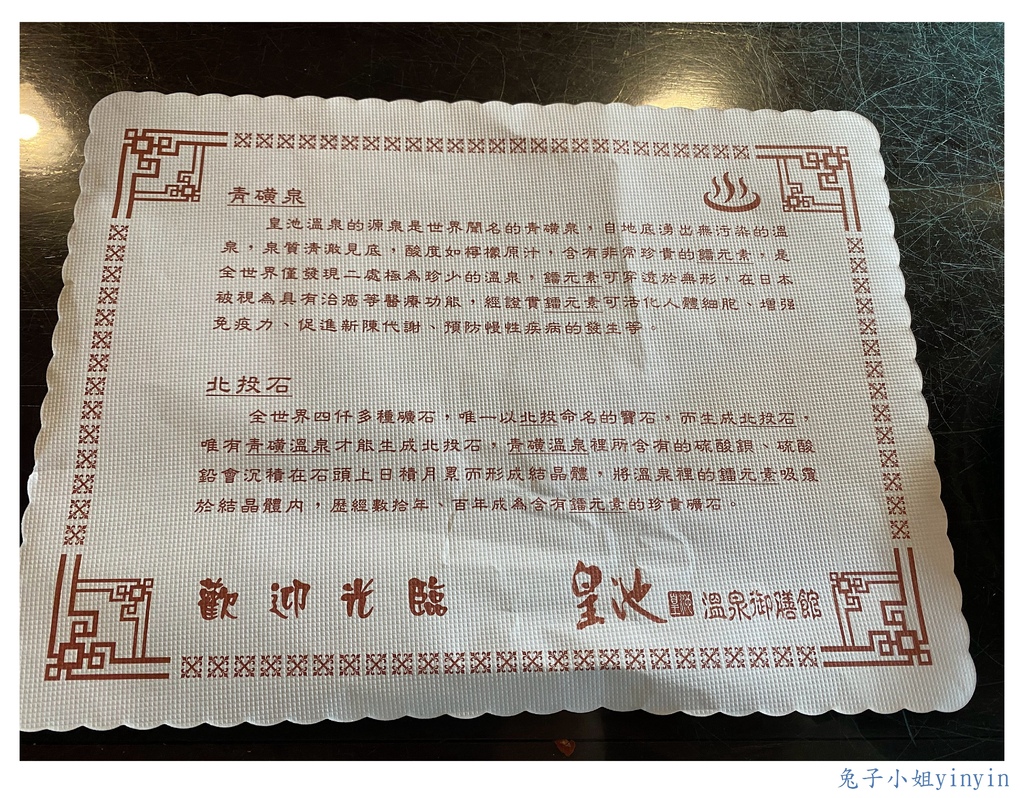 青磺泉
皇池溫泉的源泉是世界聞名的青磺泉，自地底湧出無污染的溫
泉，泉質清澈見底，酸度如檸檬原汁，含有非常珍貴的鐳元素，是
全世界僅發現二處極為珍少的溫泉，鐳元素可穿透於無形，在日本
被視為具有治癌等醫療功能，經證實鐳元素可活化人體細胞、增強
免疫力、促進新陳代謝、預防慢性疾病的發生等。
北投石
全世界四仟多種礦石，唯一以北投命名的寶石，而生成北投石，
唯有青磺溫泉才能生成北投石，青磺溫泉裡所含有的硫酸鋇、硫酸
鉛會沉積在石頭上日積月累而形成結晶體，將溫泉裡的鐳元素吸覆
於結晶體內，歷經數拾年、百年成為含有鐳元素的珍貴礦石。
歡迎光臨 皇池 皇池 溫泉御膳館
兔子小姐yinyin